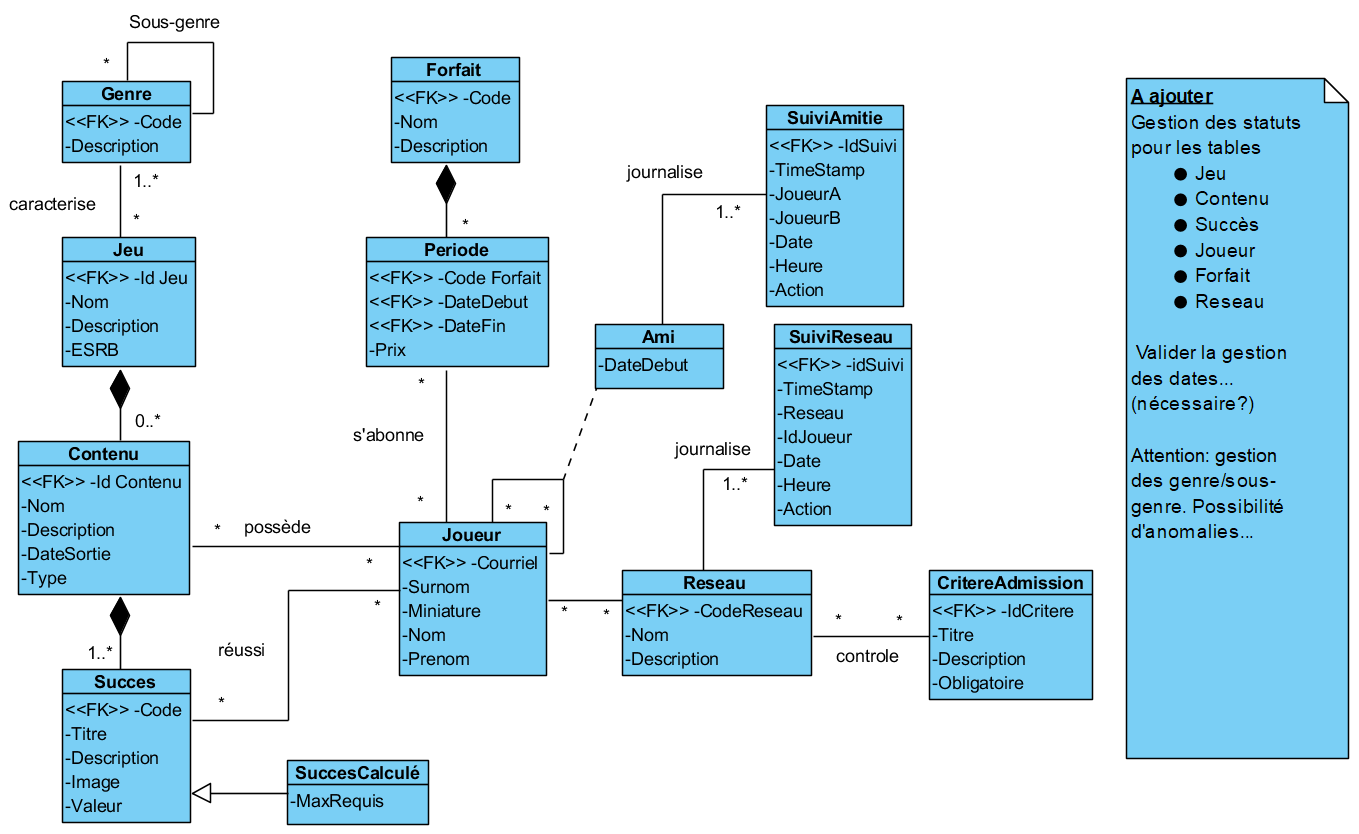 Sous-genre
*
Genre
<<FK>> -Code
-Description
1..*
caracterise
*
Jeu
<<FK>> -Id Jeu
-Nom
-Description
-ESRB
0..*
Contenu
<<FK>> -Id Contenu
-Nom
-Description
-DateSortie
-Type
* possède
*
1..*
Succes
<<FK>> -Code
-Titre
-Description
-Image
-Valeur
réussi
*
*
SuccesCalculé
-MaxRequis
Forfait
<<FK>> -Code
-Nom
-Description
*
Periode
<<FK>> -Code Forfait
<<FK>> -DateDebut
<<FK>> -DateFin
-Prix
*
s'abonne
*
* *
Joueur
<<FK>> -Courriel
-Surnom
-Miniature
-Nom
-Prenom
* *
Ami
-DateDebut
journalise
1..*
SuiviAmitie
<<FK>> -IdSuivi
-TimeStamp
-JoueurA
-JoueurB
-Date
-Heure
-Action
SuiviReseau
<<FK>> -idSuivi
-TimeStamp
-Reseau
-IdJoueur
-Date
-Heure
-Action
journalise
1..*
Reseau
<<FK>> -CodeReseau
-Nom
-Description
* *
controle
CritereAdmission
<<FK>> -IdCritere
-Titre
-Description
-Obligatoire
A ajouter
Gestion des statuts
pour les tables
● Jeu
● Contenu
● Succès
● Joueur
● Forfait
● Reseau
Valider la gestion
des dates...
(nécessaire?)
Attention: gestion
des genre/sous-
genre. Possibilité
d'anomalies...